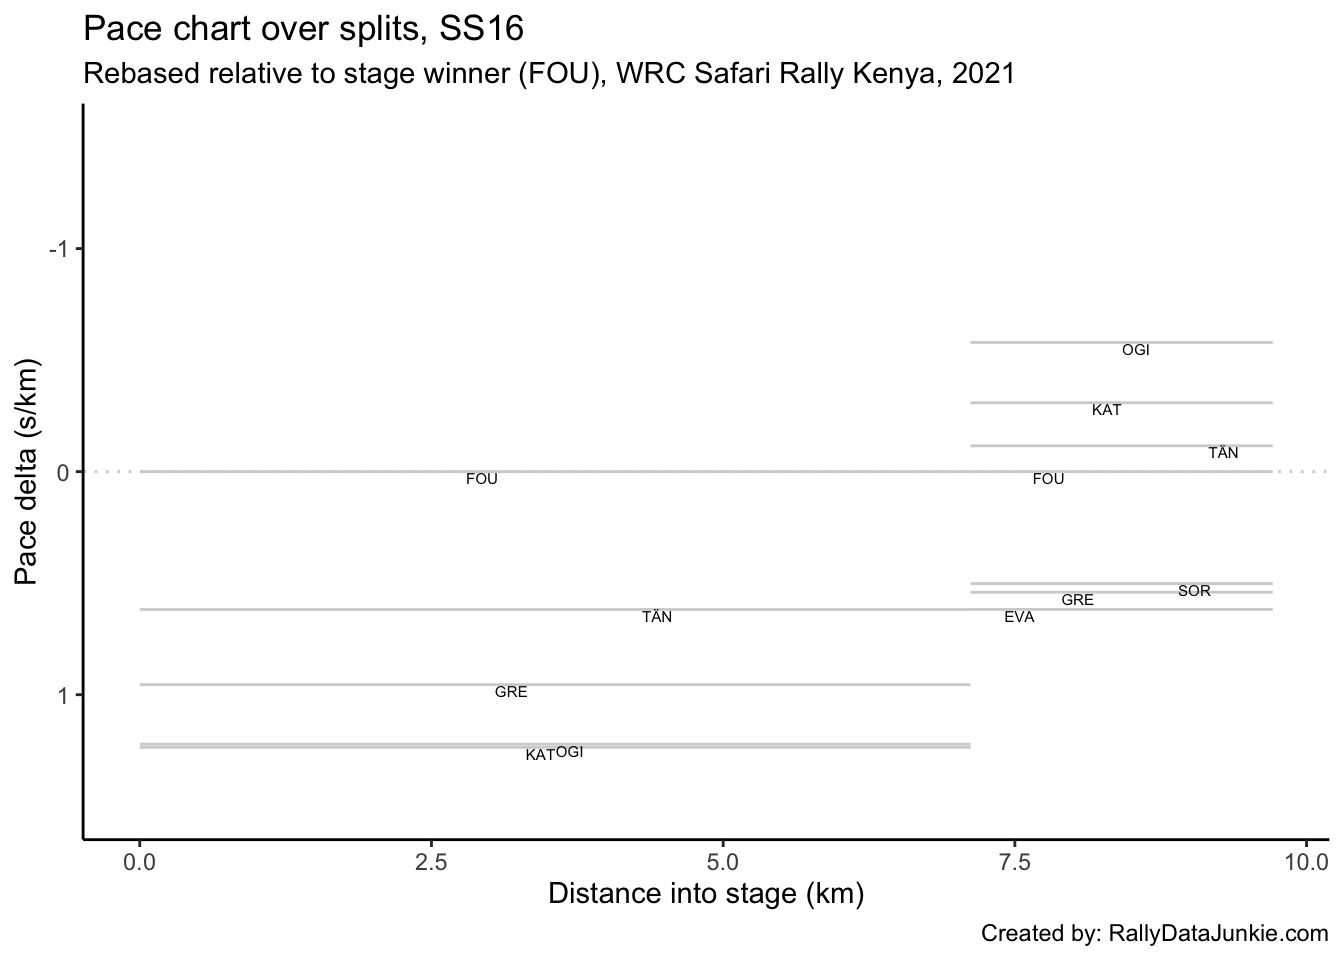 Pace chart over splits, SS16
Rebased relative to stage winner (FOU), WRC Safari Rally Kenya, 2021
Pace delta (s/km)
-1
0
1
OGI
KAT
TÄN
FOU
FOU
SOR
GRE
EVA
TÄN
GRE
KAT
OGI
0.0
2.5
5.0
7.5
10.0
Distance into stage (km)
Created by: RallyDataJunkie.com